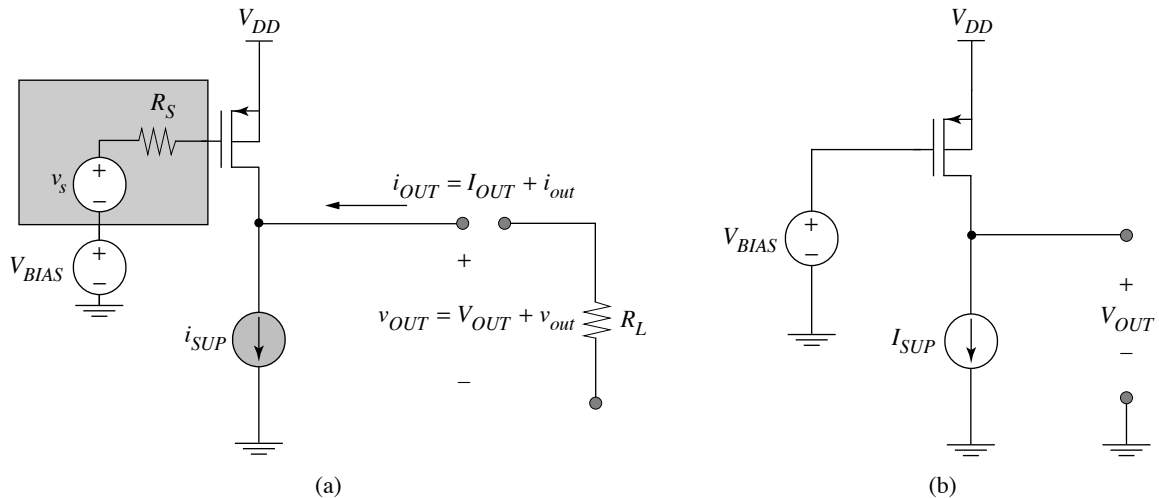 V_DD
R_S
+
v_s
−
+
V_BIAS
−
i_OUT = I_OUT + i_out
+
v_OUT = V_OUT + v_out
−
R_L
i_SUP
(a)
V_DD
+
V_BIAS
−
I_SUP
+
V_OUT
−
(b)